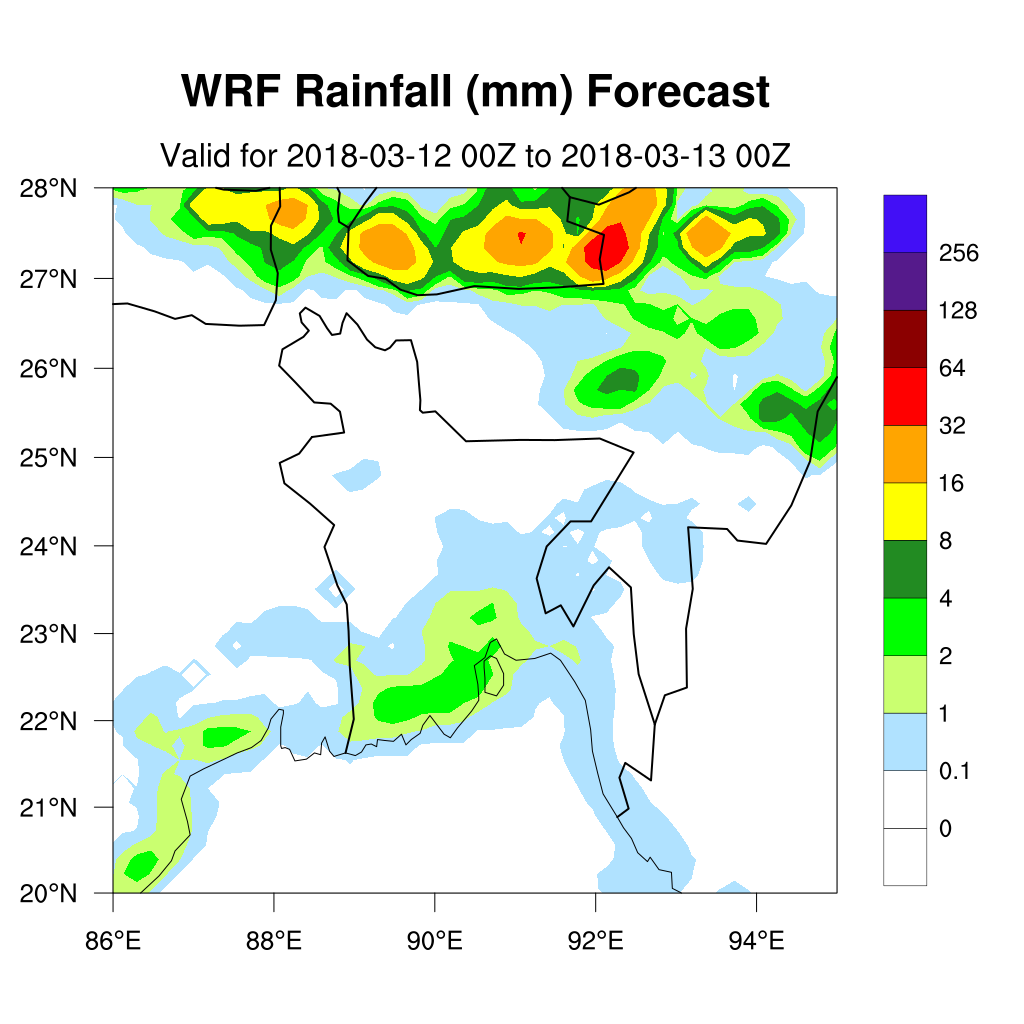 WRF Rainfall (mm) Forecast
Valid for 2018-03-12 00Z to 2018-03-13 00Z
28°N
27°N
26°N
25°N
24°N
23°N
22°N
21°N
20°N
86°E 88°E 90°E 92°E 94°E
256
128
64
32
16
8
4
2
1
0.1
0